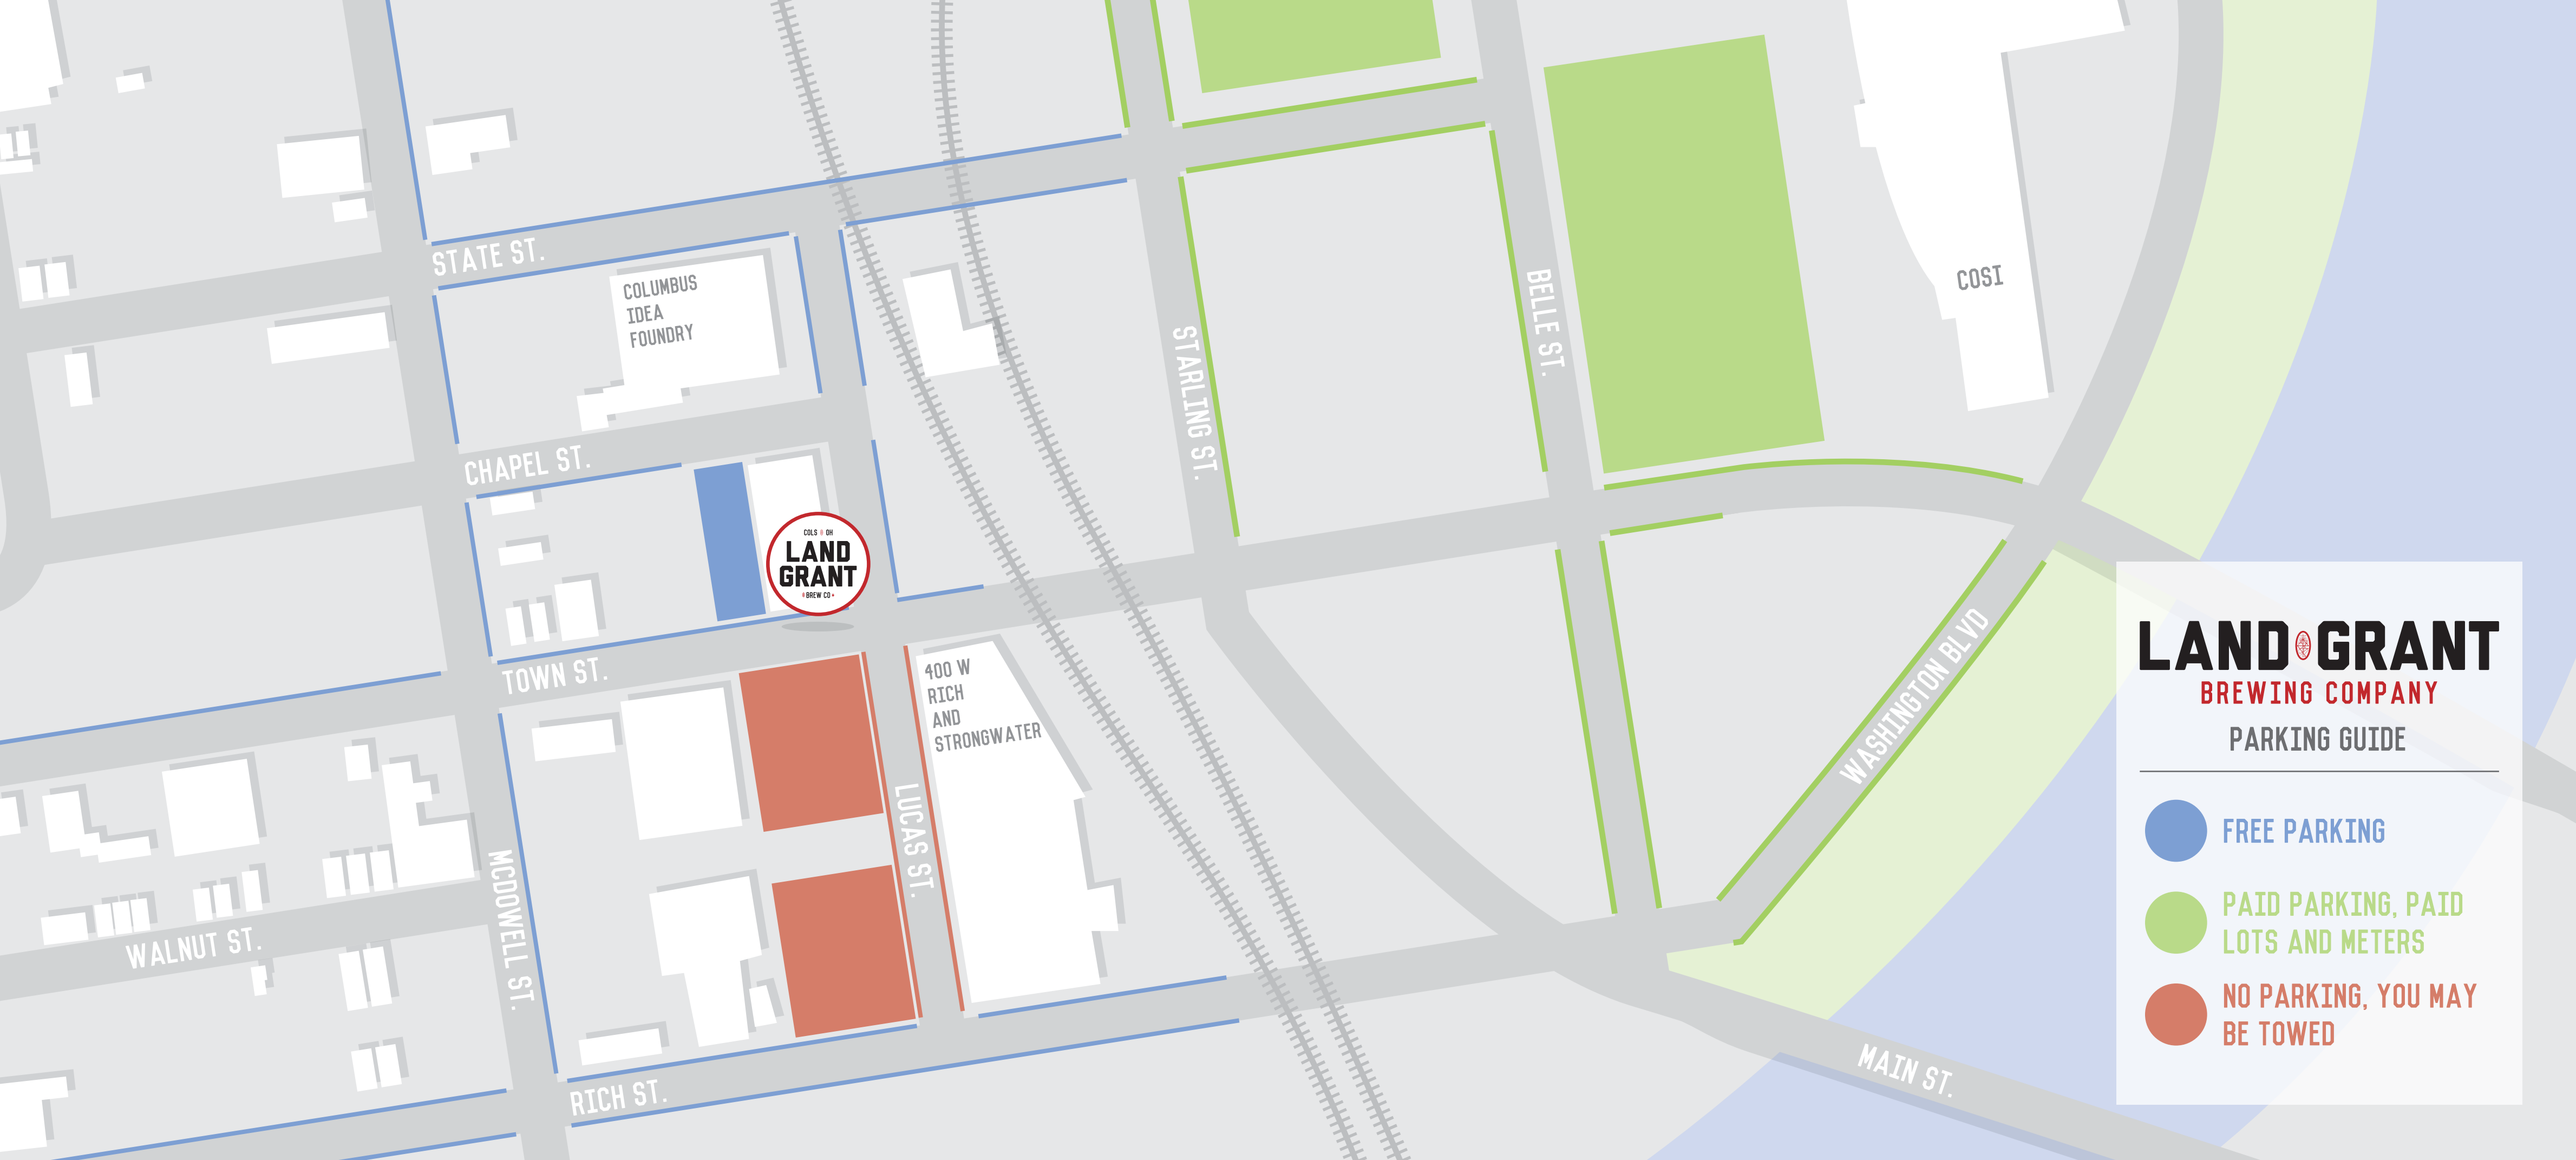 STATE ST.
COLUMBUS
IDEA
FOUNDRY
CHAPEL ST.
STARLING ST.
BELLE ST.
COSI
COLS OH
LAND
GRANT
BREW CO
TOWN ST.
400 W
RICH
AND
STRONGWATER
LUCAS ST.
MCDOWELL ST.
WALNUT ST.
RICH ST.
WASHINGTON BLVD
MAIN ST.
LAND GRANT
BREWING COMPANY
PARKING GUIDE
FREE PARKING
PAID PARKING, PAID
LOTS AND METERS
NO PARKING, YOU MAY
BE TOWED